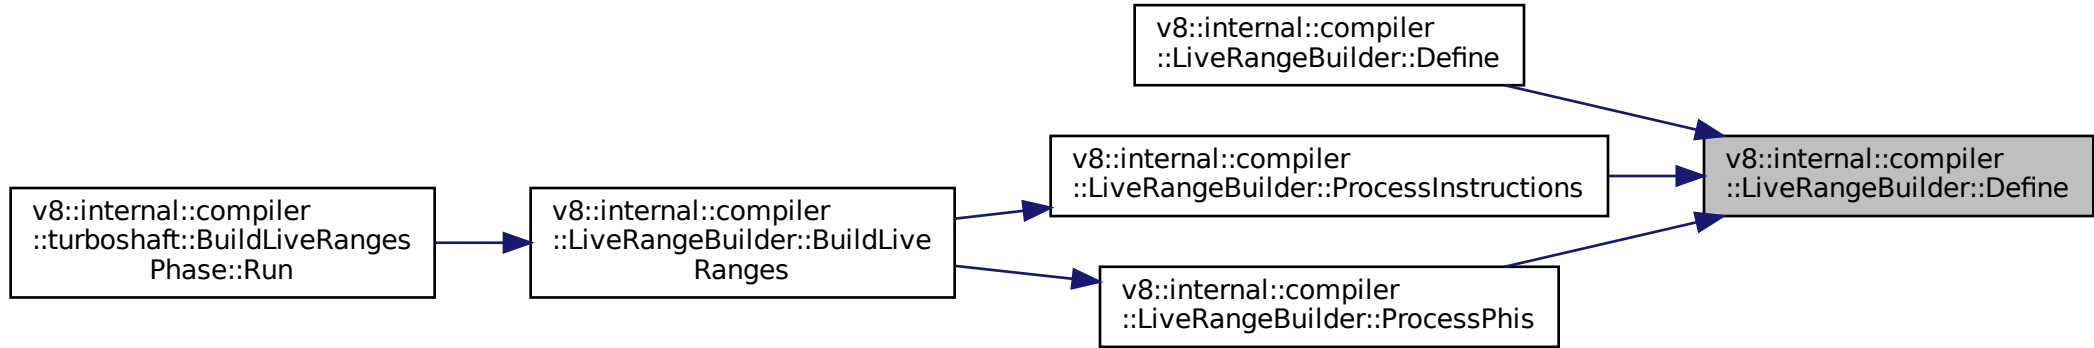 v8::internal::compiler
::LiveRangeBuilder::Define
v8::internal::compiler
::LiveRangeBuilder::ProcessInstructions
v8::internal::compiler
::LiveRangeBuilder::Define
v8::internal::compiler
::turboshaft::BuildLiveRanges
Phase::Run
v8::internal::compiler
::LiveRangeBuilder::BuildLive
Ranges
v8::internal::compiler
::LiveRangeBuilder::ProcessPhis